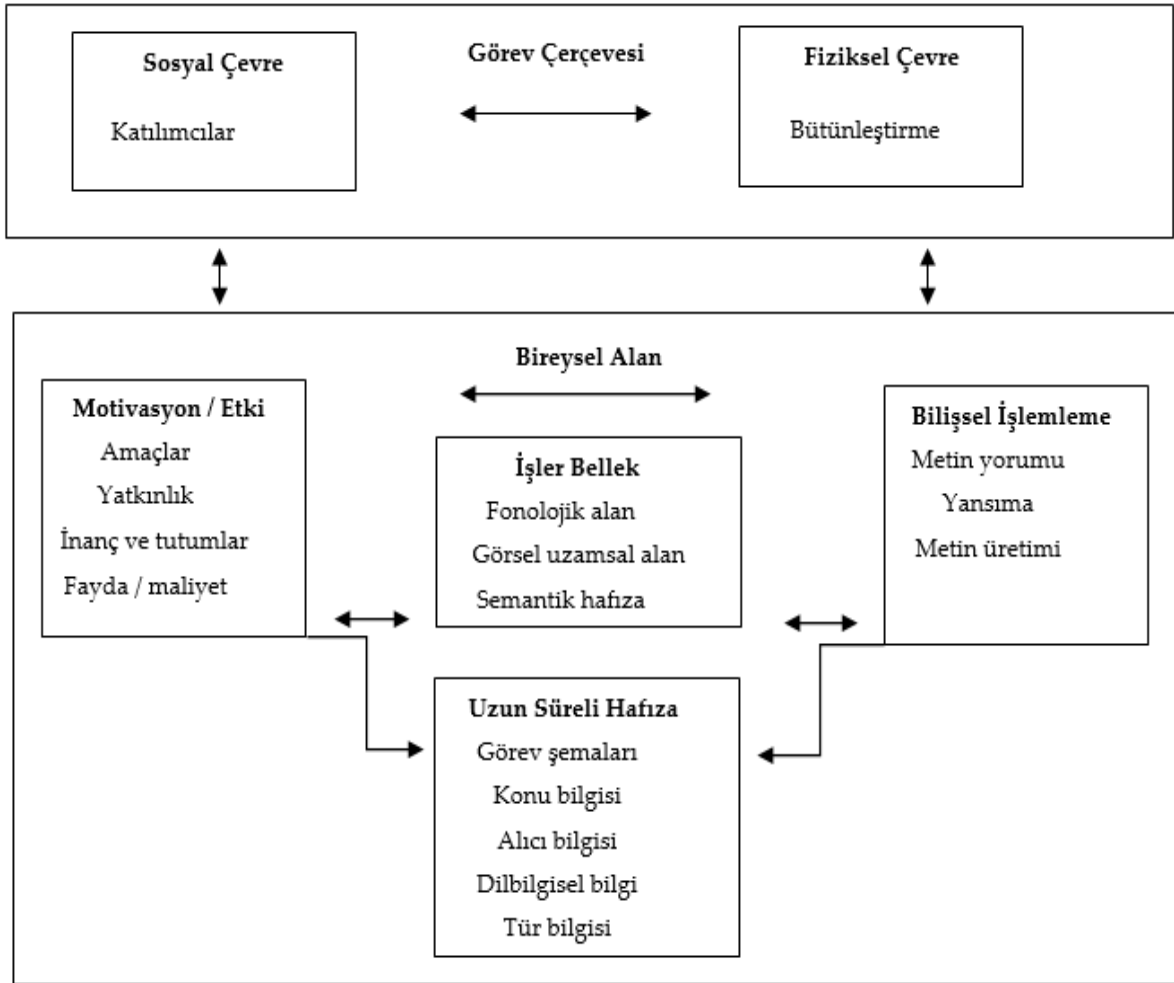 Sosyal Çevre
Katılımcılar
Görev Çerçevesi
Fiziksel Çevre
Bütünleştirme
Bireysel Alan
Motivasyon / Etki
Amaçlar
Yatkınlık
İnanç ve tutumlar
Fayda / maliyet
İşler Bellek
Fonolojik alan
Görsel uzamsal alan
Semantik hafıza
Bilişsel İşlemleme
Metin yorumu
Yansıma
Metin üretimi
Uzun Süreli Hafıza
Görev şemaları
Konu bilgisi
Alıcı bilgisi
Dilbilgisel bilgi
Tür bilgisi